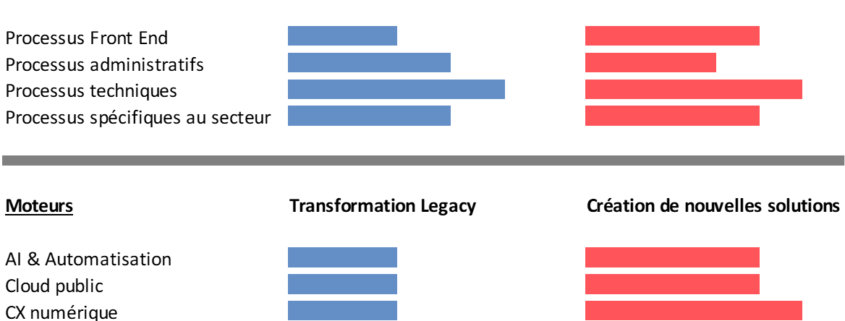 Processus Front End
Processus administratifs
Processus techniques
Processus spécifiques au secteur
Moteurs Transformation Legacy Création de nouvelles solutions
AI & Automatisation
Cloud public
CX numérique